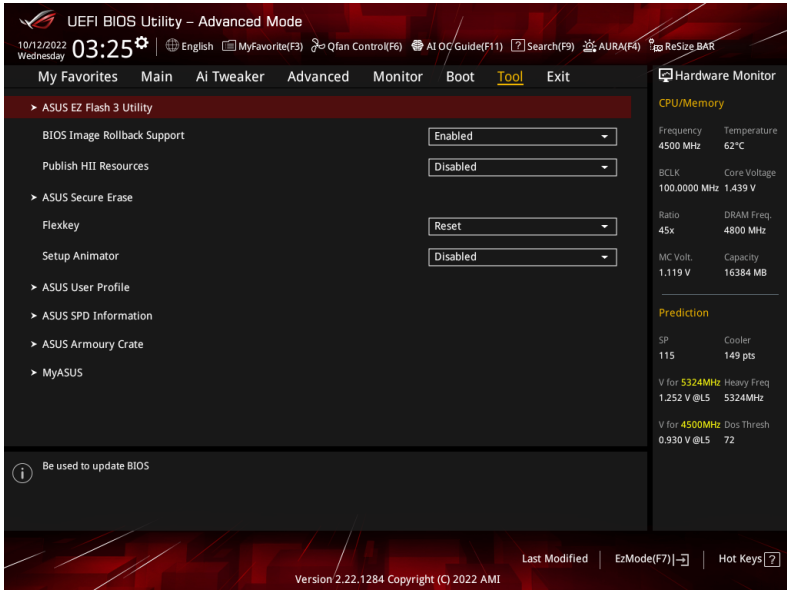 UEFI BIOS Utility – Advanced Mode
10/12/2022 Wednesday 03:25 English MyFavorite(F3) Qfan Control(F6) AI OC Guide(F11) ? Search(F9) AURA(F4) ReSize BAR
My Favorites Main Ai Tweaker Advanced Monitor Boot Tool Exit
ASUS EZ Flash 3 Utility
BIOS Image Rollback Support Enabled
Publish HII Resources Disabled
ASUS Secure Erase
Flexkey Reset
Setup Animator Disabled
ASUS User Profile
ASUS SPD Information
ASUS Armoury Crate
MyASUS
Be used to update BIOS
Hardware Monitor
CPU/Memory
Frequency Temperature
4500 MHz 62°C
BCLK Core Voltage
100.0000 MHz 1.439 V
Ratio DRAM Freq.
45x 4800 MHz
MC Volt. Capacity
1.119 V 16384 MB
Prediction
SP Cooler
115 149 pts
V for 5324MHz Heavy Freq
1.252 V @L5 5324MHz
V for 4500MHz Dos Thresh
0.930 V @L5 72
Last Modified EzMode(F7) Hot Keys ?
Version 2.22.1284 Copyright (C) 2022 AMI